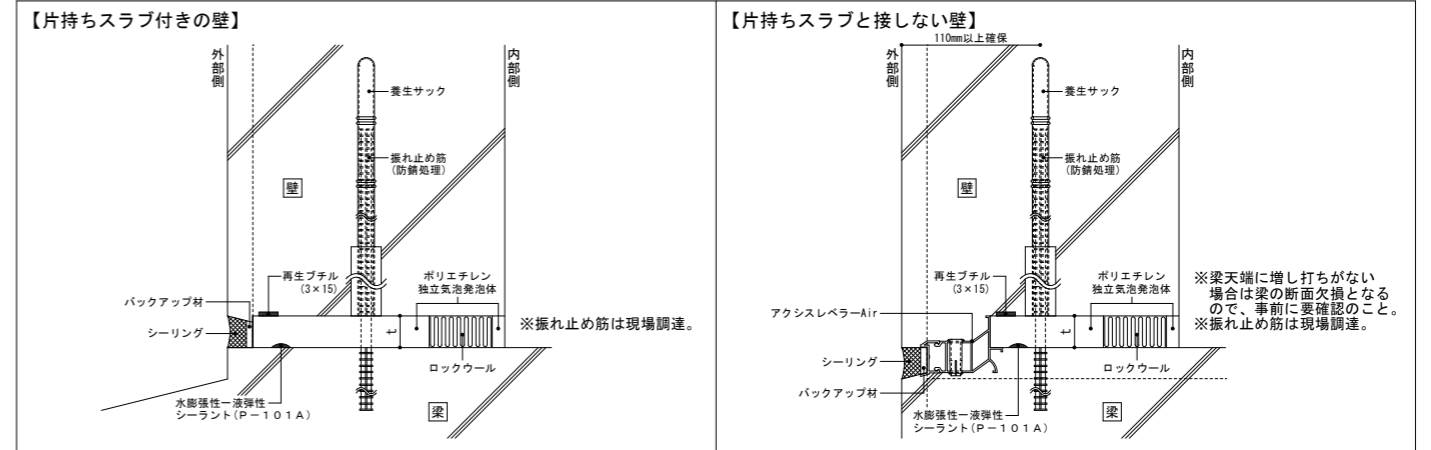 【片持ちスラブ付きの壁】
外部側
内部側
養生サック
振れ止め筋
(防錆処理)
壁
再生ブチル
(3×15)
ポリエチレン
独立気泡発泡体
バックアップ材
シーリング
t
※振れ止め筋は現場調達。
ロックウール
水膨張性一液弾性
シーラント(P-101A)
梁
【片持ちスラブと接しない壁】
110mm以上確保
外部側
内部側
養生サック
振れ止め筋
(防錆処理)
壁
再生ブチル
(3×15)
ポリエチレン
独立気泡発泡体
※梁天端に増し打ちがない
場合は梁の断面欠損となる
ので、事前に要確認のこと。
※振れ止め筋は現場調達。
アクシスレベラーAir
t
シーリング
ロックウール
バックアップ材
水膨張性一液弾性
シーラント(P-101A)
梁